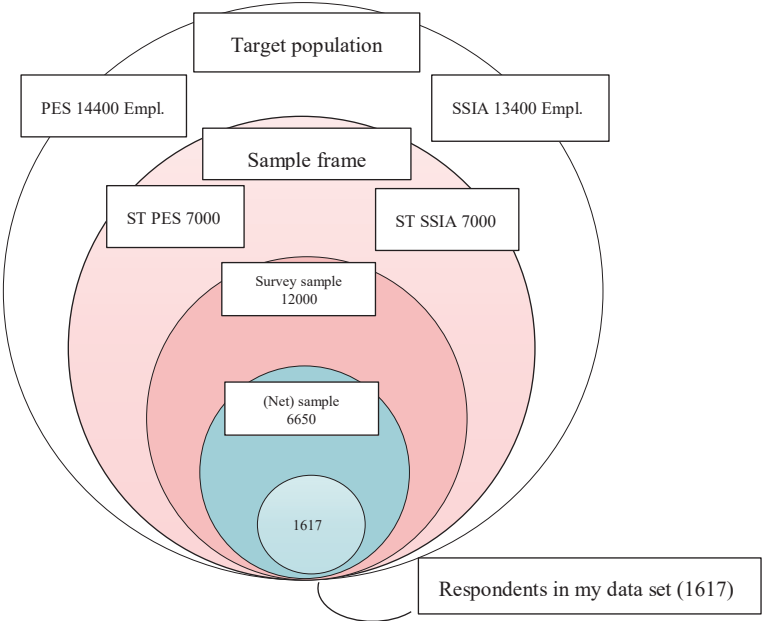 Target population
PES 14400 Empl.
SSIA 13400 Empl.
Sample frame
ST PES 7000
ST SSIA 7000
Survey sample
12000
(Net) sample
6650
1617
Respondents in my data set (1617)